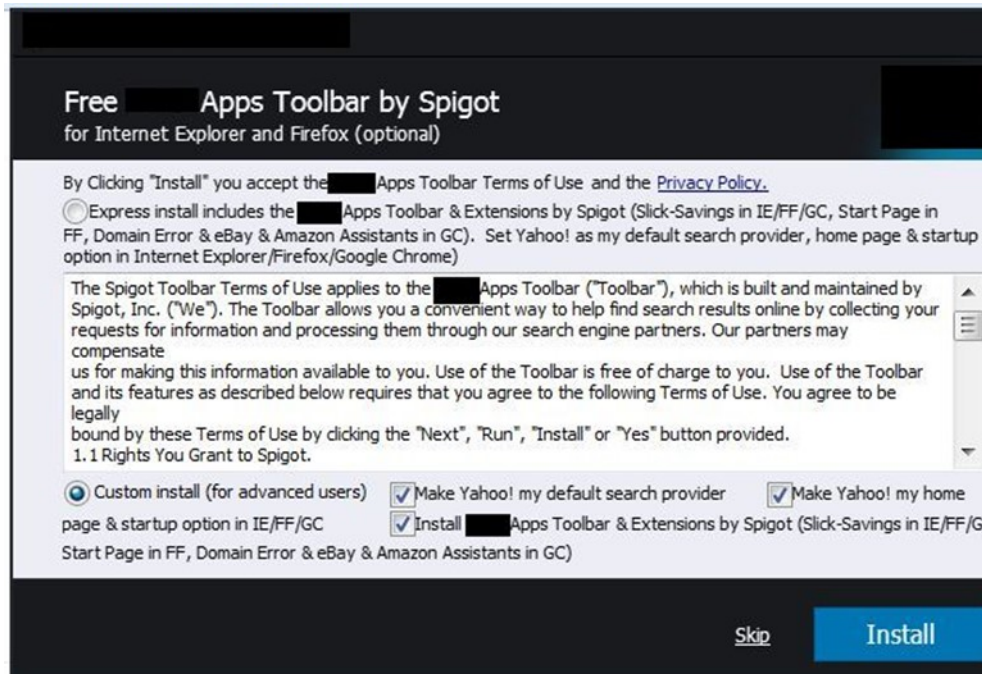 Free Apps Toolbar by Spigot
for Internet Explorer and Firefox (optional)
By Clicking "Install" you accept the Apps Toolbar Terms of Use and the Privacy Policy.
Express install includes the Apps Toolbar & Extensions by Spigot (Slick-Savings in IE/FF/GC, Start Page in
FF, Domain Error & eBay & Amazon Assistants in GC). Set Yahoo! as my default search provider, home page & startup
option in Internet Explorer/Firefox/Google Chrome)
The Spigot Toolbar Terms of Use applies to the Apps Toolbar ("Toolbar"), which is built and maintained by
Spigot, Inc. ("We"). The Toolbar allows you a convenient way to help find search results online by collecting your
requests for information and processing them through our search engine partners. Our partners may
compensate
us for making this information available to you. Use of the Toolbar is free of charge to you. Use of the Toolbar
and its features as described below requires that you agree to the following Terms of Use. You agree to be
legally
bound by these Terms of Use by clicking the "Next", "Run", "Install" or "Yes" button provided.
1.1 Rights You Grant to Spigot.
Custom install (for advanced users) Make Yahoo! my default search provider Make Yahoo! my home
page & startup option in IE/FF/GC Install Apps Toolbar & Extensions by Spigot (Slick-Savings in IE/FF/G
Start Page in FF, Domain Error & eBay & Amazon Assistants in GC)
Skip Install